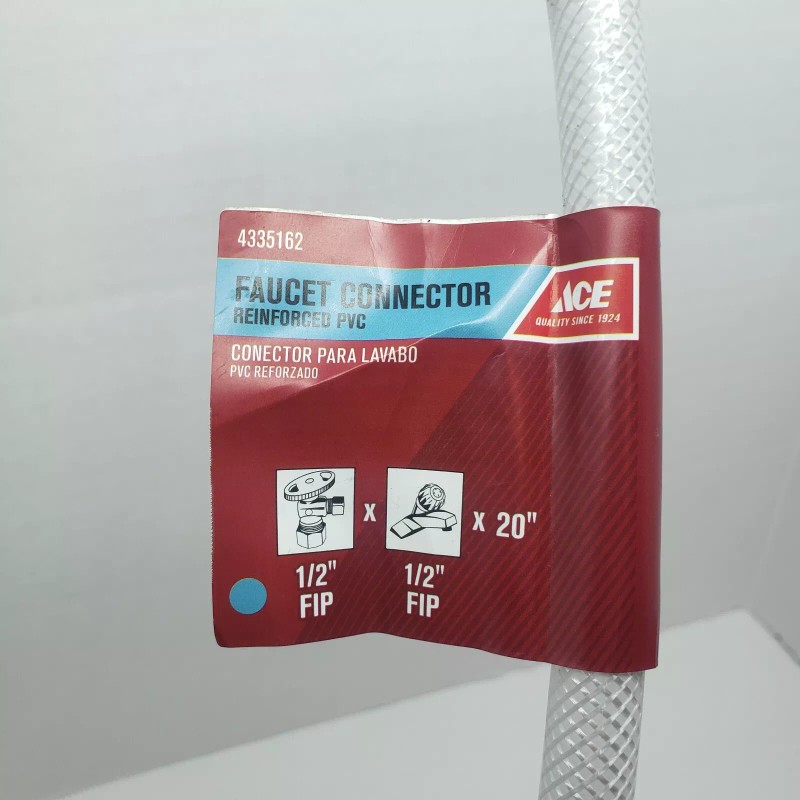 4335162
FAUCET CONNECTOR
REINFORCED PVC
ACE
QUALITY SINCE 1924
CONECTOR PARA LAVABO
PVC REFORZADO
x
x 20"
1/2"
FIP
1/2"
FIP